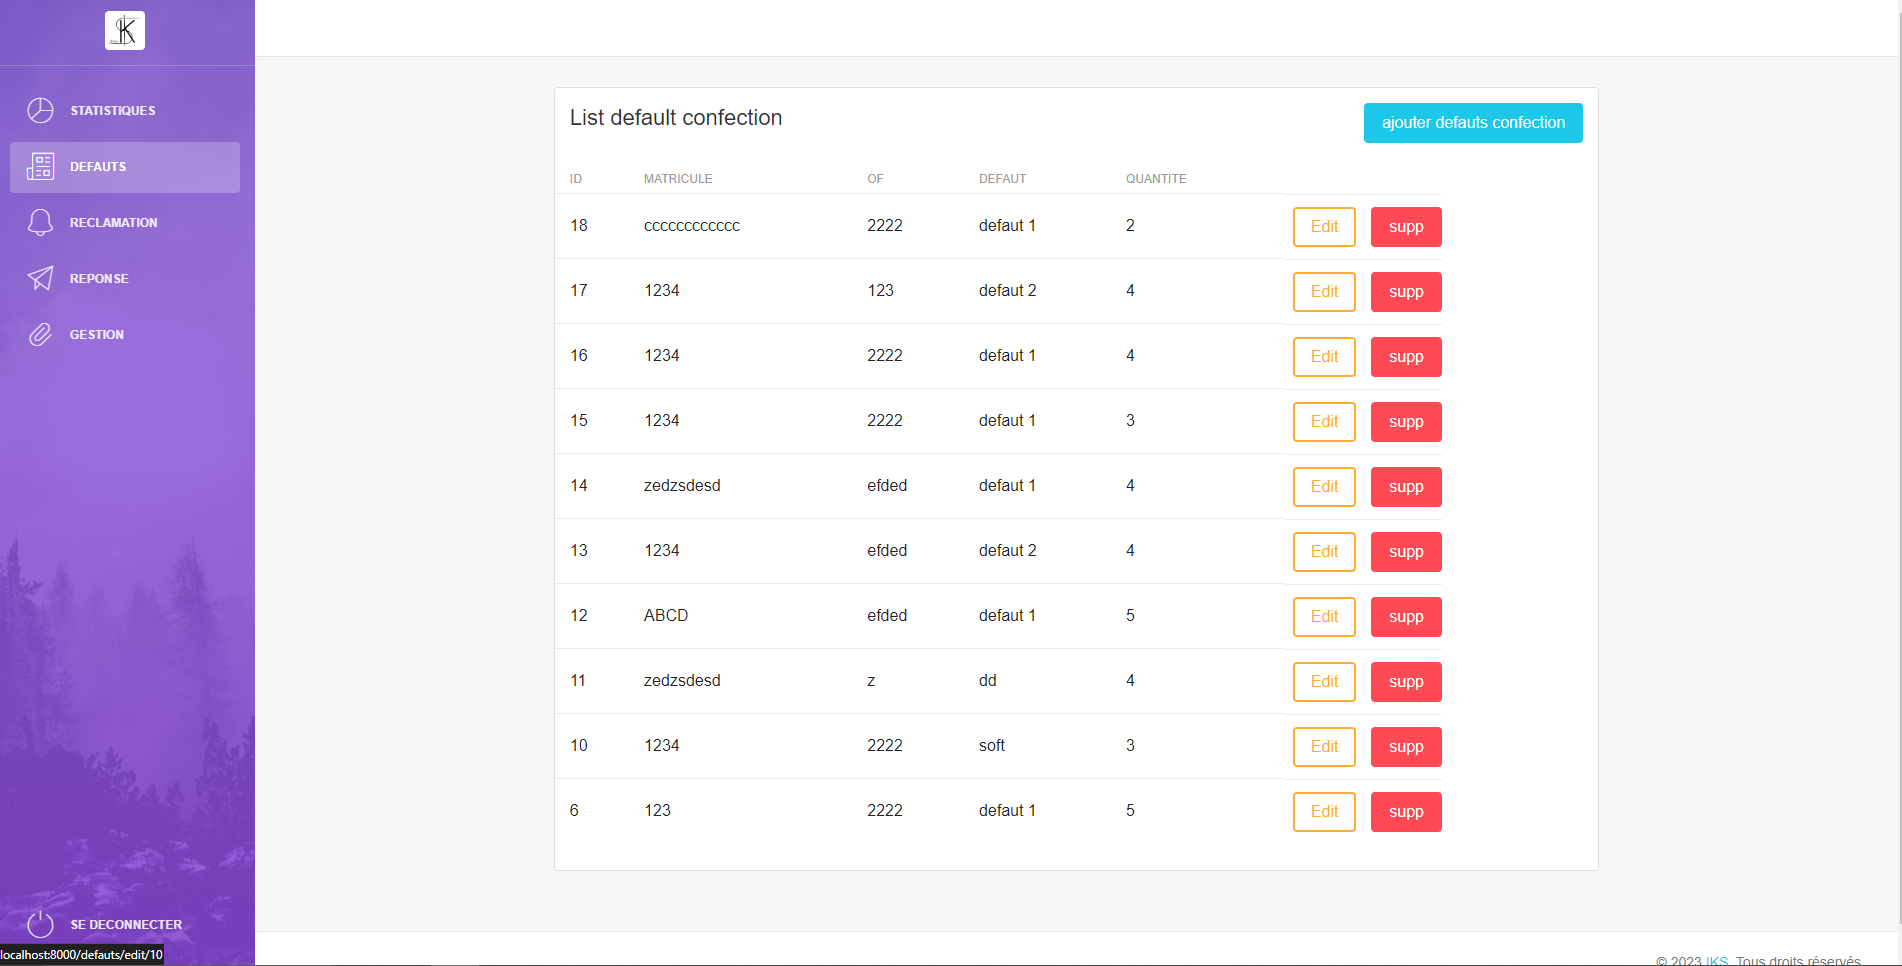 STATISTIQUES
DEFAUTS
RECLAMATION
REPONSE
GESTION
SE DECONNECTER
localhost:8000/defauts/edit/10
List default confection
ajouter defauts confection
ID MATRICULE OF DEFAUT QUANTITE
18 cccccccccccc 2222 defaut 1 2 Edit supp
17 1234 123 defaut 2 4 Edit supp
16 1234 2222 defaut 1 4 Edit supp
15 1234 2222 defaut 1 3 Edit supp
14 zedzsdesd efded defaut 1 4 Edit supp
13 1234 efded defaut 2 4 Edit supp
12 ABCD efded defaut 1 5 Edit supp
11 zedzsdesd z dd 4 Edit supp
10 1234 2222 soft 3 Edit supp
6 123 2222 defaut 1 5 Edit supp
© 2023 IKS, Tous droits réservés